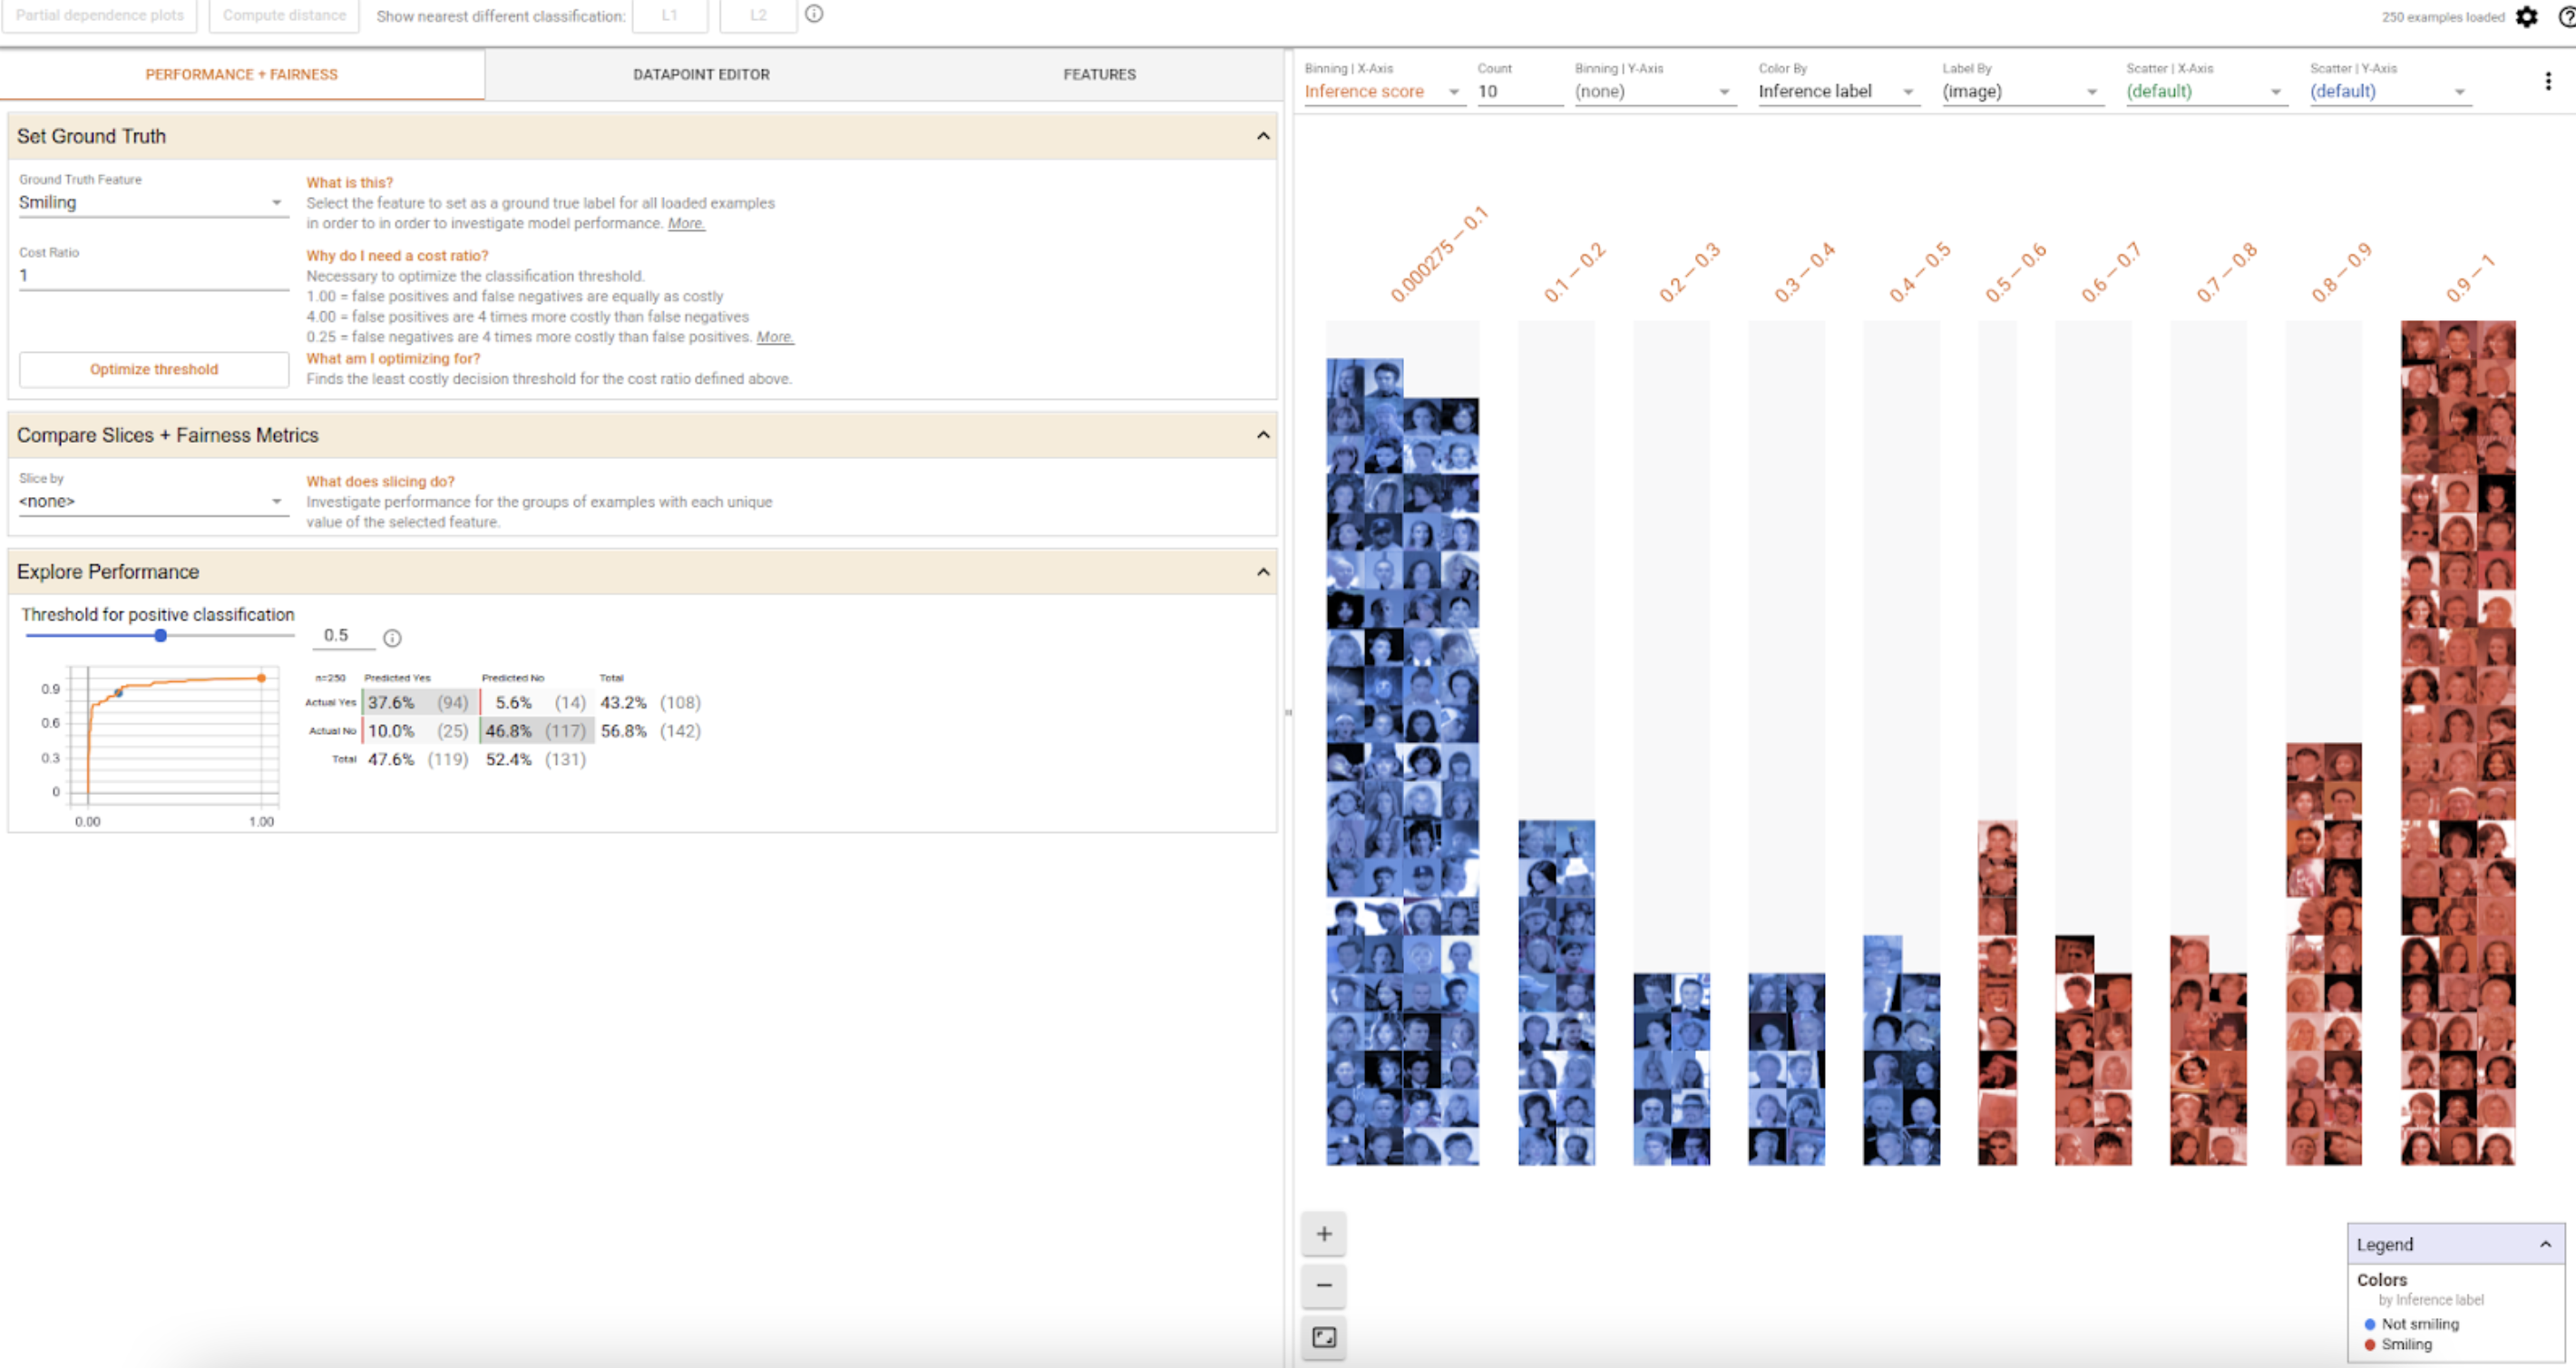 Partial dependence plots
Compute distance
Show nearest different classification:
L1
L2
250 examples loaded
PERFORMANCE + FAIRNESS
DATAPOINT EDITOR
FEATURES
Set Ground Truth
Ground Truth Feature
Smiling
What is this?
Select the feature to set as a ground true label for all loaded examples
in order to in order to investigate model performance. More.
Cost Ratio
1
Why do I need a cost ratio?
Necessary to optimize the classification threshold.
1.00 = false positives and false negatives are equally as costly
4.00 = false positives are 4 times more costly than false negatives
0.25 = false negatives are 4 times more costly than false positives. More.
Optimize threshold
What am I optimizing for?
Finds the least costly decision threshold for the cost ratio defined above.
Compare Slices + Fairness Metrics
Slice by
<none>
What does slicing do?
Investigate performance for the groups of examples with each unique
value of the selected feature.
Explore Performance
Threshold for positive classification
0.5
0.9
0.6
0.3
0
0.00 1.00
n=250 Predicted Yes Predicted No Total
Actual Yes 37.6% (94) 5.6% (14) 43.2% (108)
Actual No 10.0% (25) 46.8% (117) 56.8% (142)
Total 47.6% (119) 52.4% (131)
Binning | X-Axis
Inference score
Count
10
Binning | Y-Axis
(none)
Color By
Inference label
Label By
(image)
Scatter | X-Axis
(default)
Scatter | Y-Axis
(default)
0.000275 – 0.1
0.1 – 0.2
0.2 – 0.3
0.3 – 0.4
0.4 – 0.5
0.5 – 0.6
0.6 – 0.7
0.7 – 0.8
0.8 – 0.9
0.9 – 1
Legend
Colors
by Inference label
Not smiling
Smiling